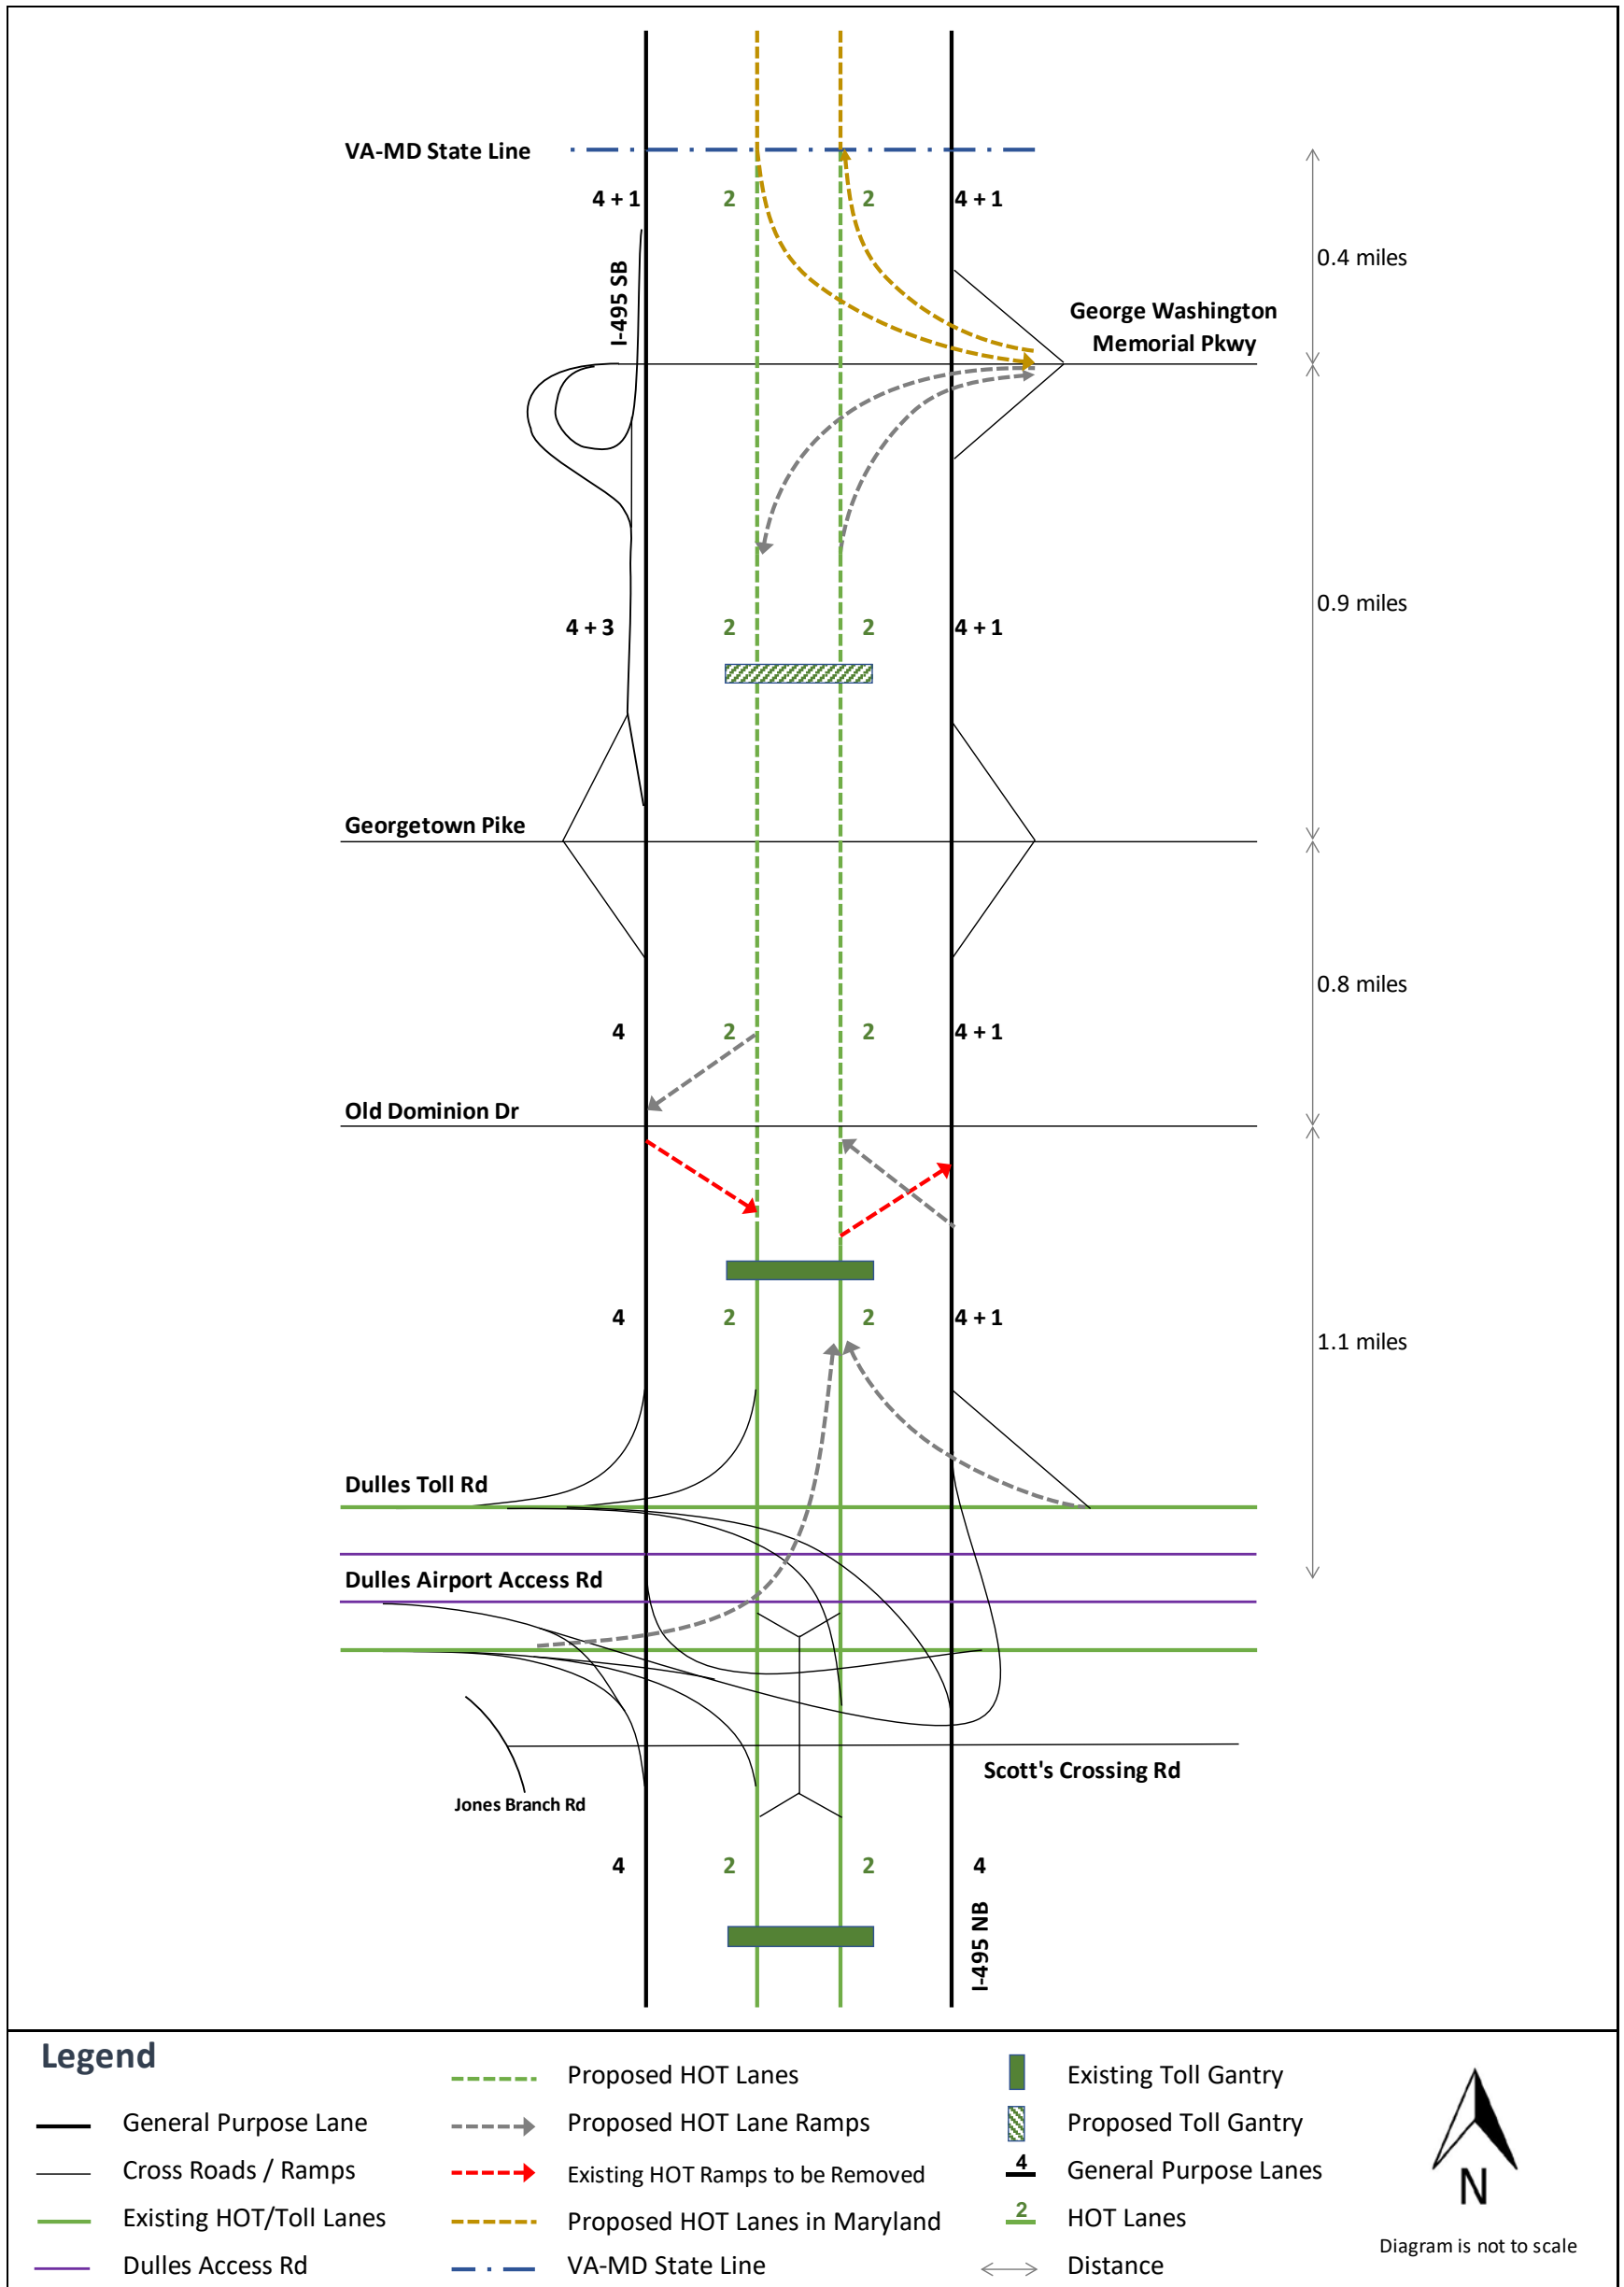 VA-MD State Line
4 + 1
2
2
4 + 1
I-495 SB
0.4 miles
George Washington
Memorial Pkwy
0.9 miles
4 + 3
2
2
4 + 1
Georgetown Pike
0.8 miles
4
2
2
4 + 1
Old Dominion Dr
4
2
2
4 + 1
1.1 miles
Dulles Toll Rd
Dulles Airport Access Rd
Scott's Crossing Rd
Jones Branch Rd
4
2
2
4
I-495 NB
Legend
General Purpose Lane
Cross Roads / Ramps
Existing HOT/Toll Lanes
Dulles Access Rd
Proposed HOT Lanes
Proposed HOT Lane Ramps
Existing HOT Ramps to be Removed
Proposed HOT Lanes in Maryland
VA-MD State Line
Existing Toll Gantry
Proposed Toll Gantry
4 General Purpose Lanes
2 HOT Lanes
Distance
N
Diagram is not to scale